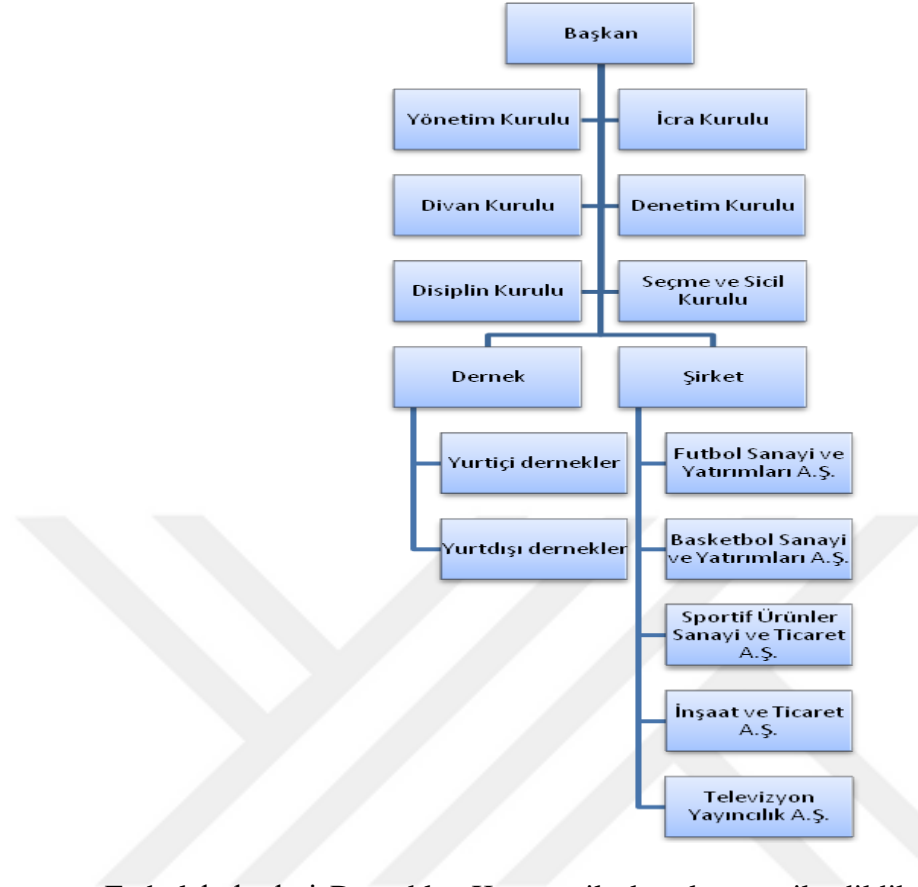 Başkan
Yönetim Kurulu
İcra Kurulu
Divan Kurulu
Denetim Kurulu
Disiplin Kurulu
Seçme ve Sicil
Kurulu
Dernek
Şirket
Yurtiçi dernekler
Yurtdışı dernekler
Futbol Sanayi ve
Yatırımları A.Ş.
Basketbol Sanayi
ve Yatırımları A.Ş.
Sportif Ürünler
Sanayi ve Ticaret
A.Ş.
İnşaat ve Ticaret
A.Ş.
Televizyon
Yayıncılık A.Ş.